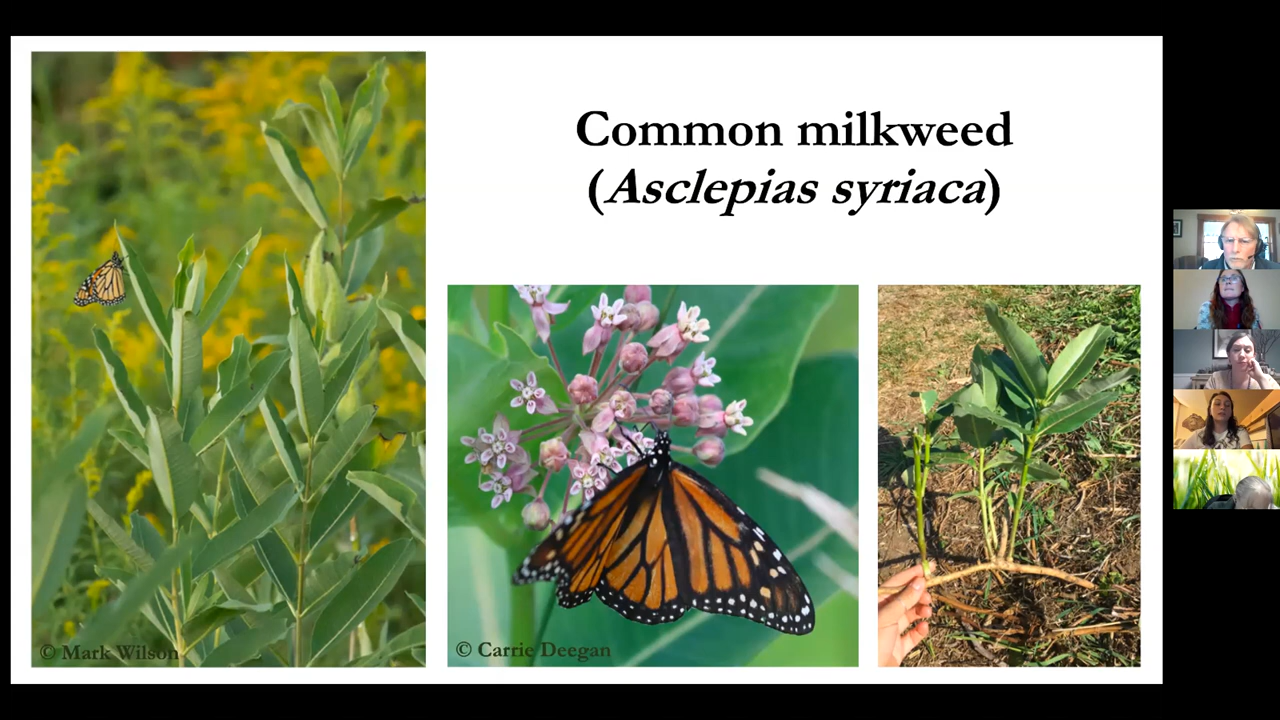 Common milkweed
(Asclepias syriaca)
© Mark Wilson
© Carrie Deegan